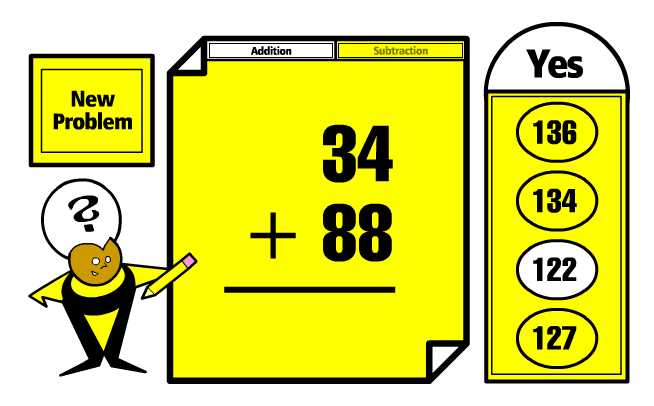 Addition
Subtraction
New
Problem
?
34
+ 88
Yes
136
134
122
127